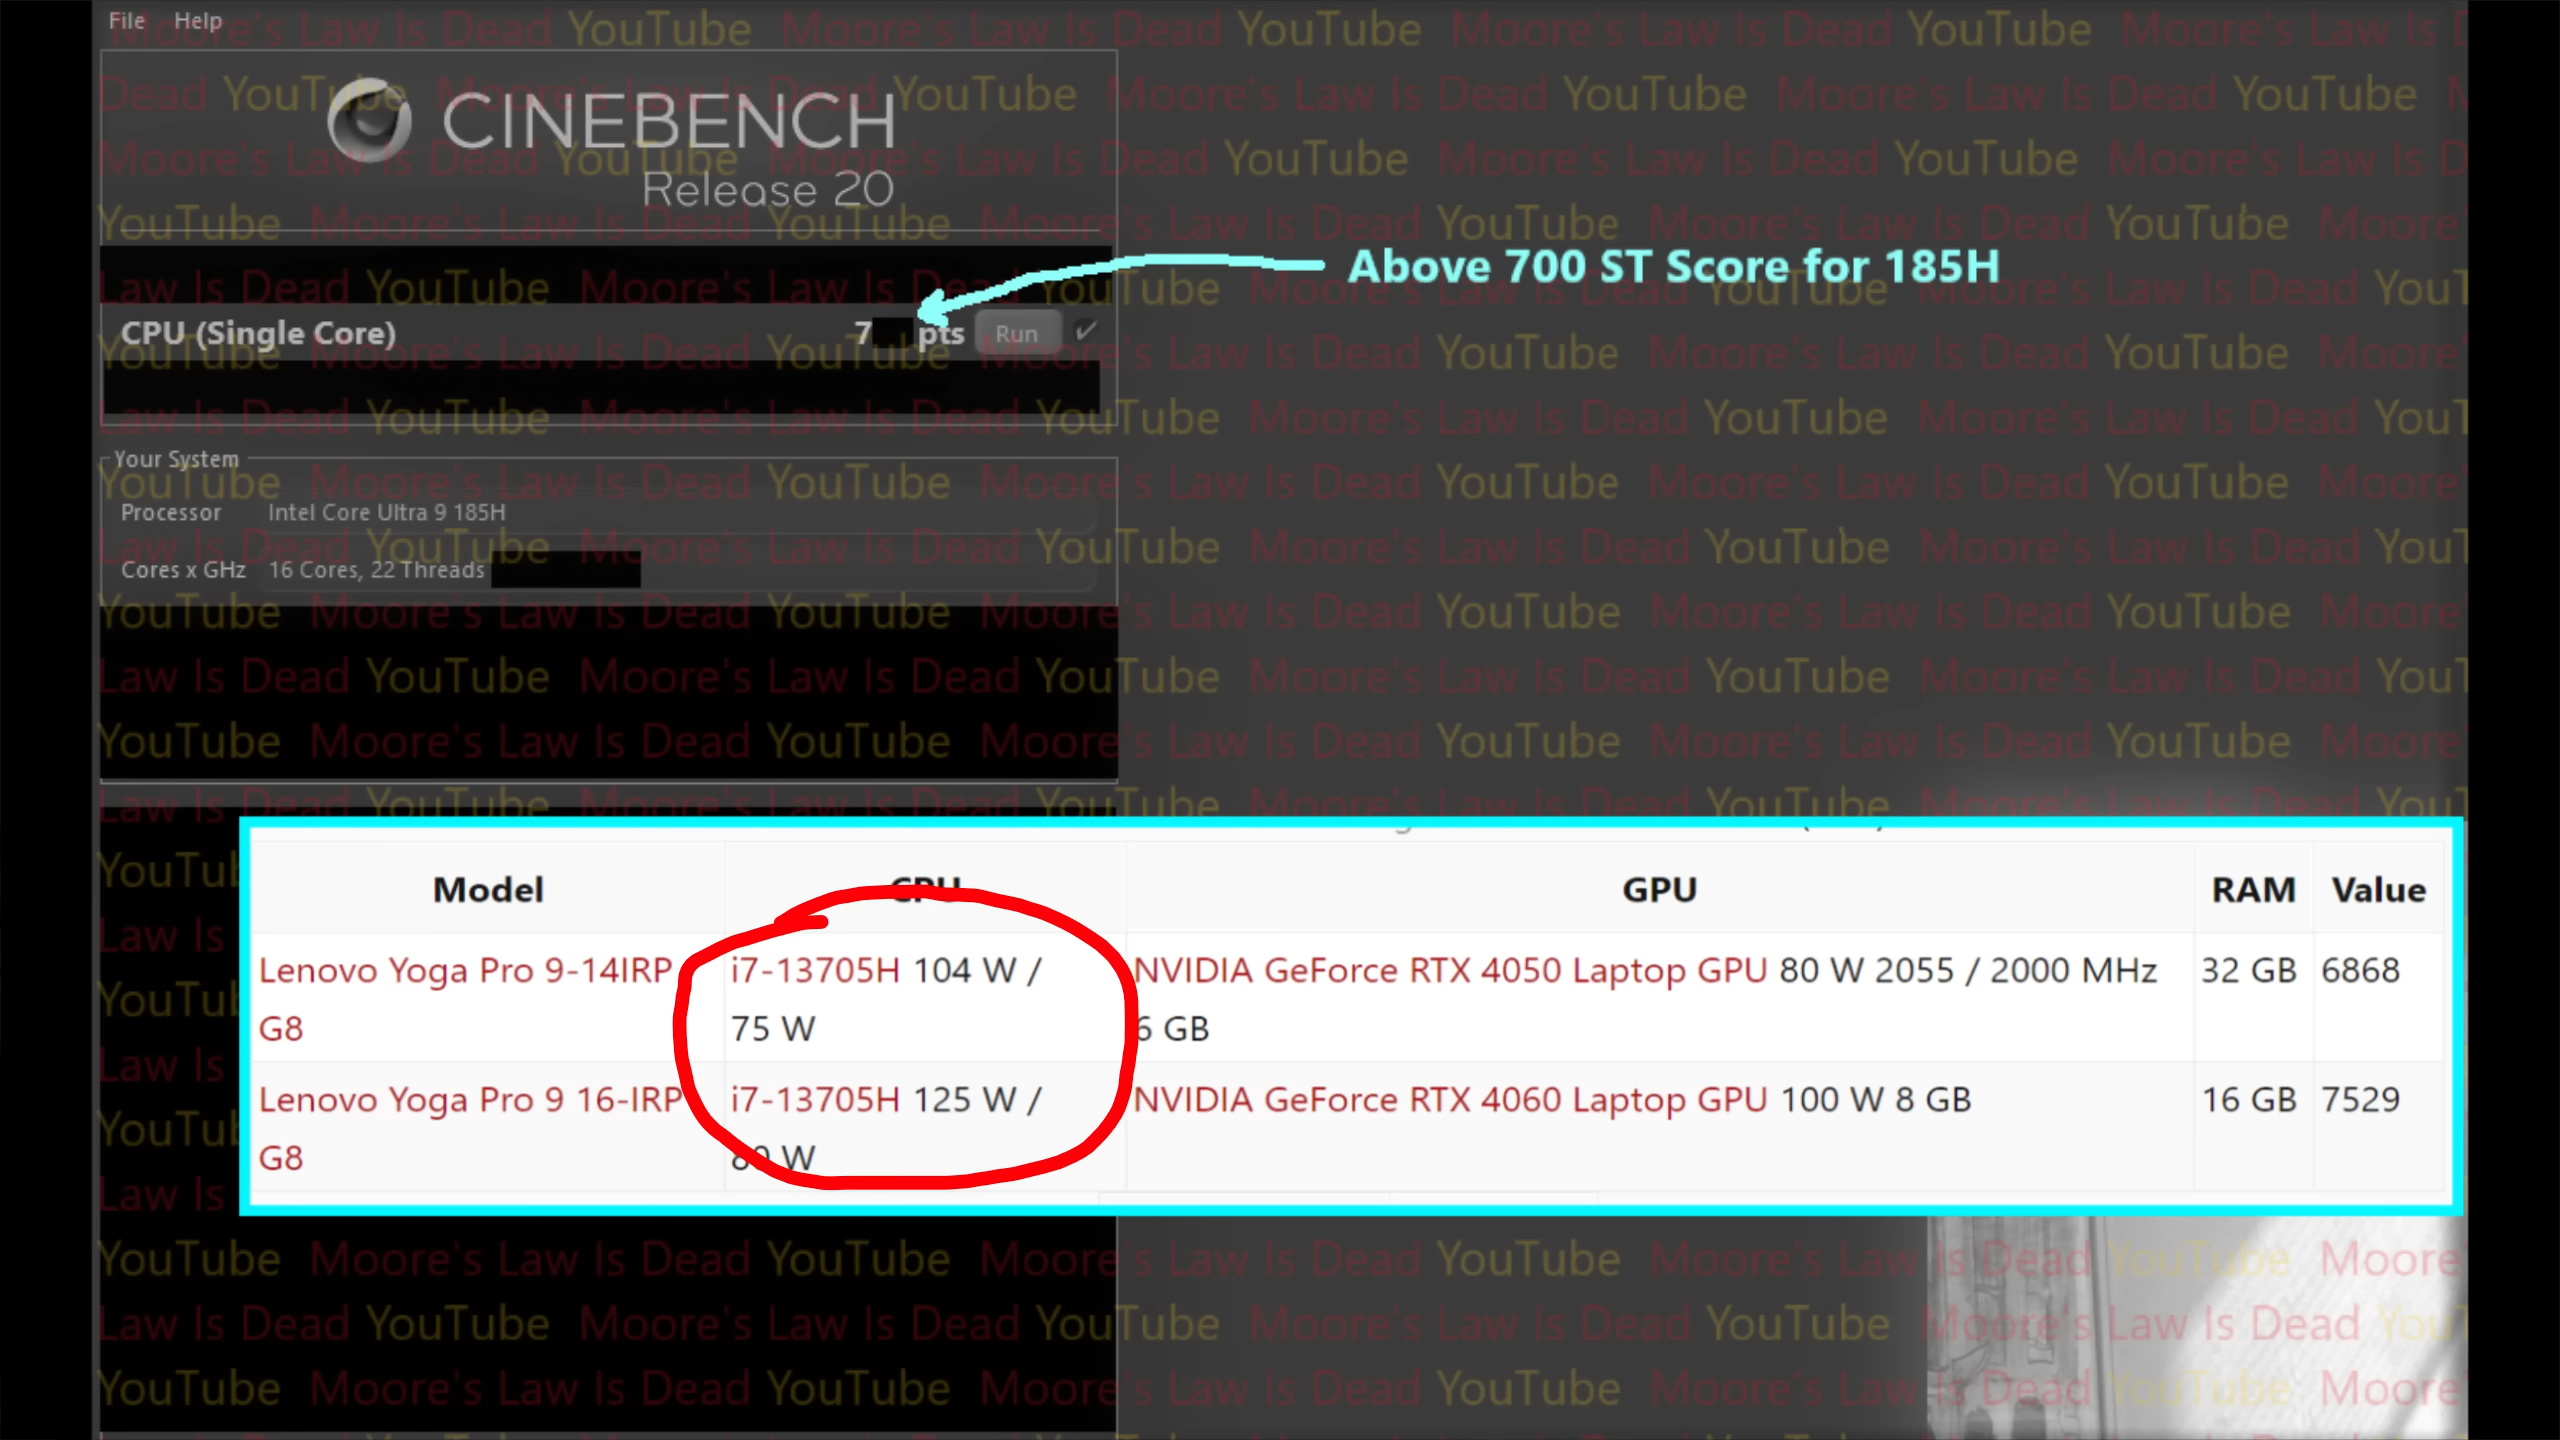 File Help
CINEBENCH
Release 20
Above 700 ST Score for 185H
CPU (Single Core) 7 pts Run
Your System
Processor Intel Core Ultra 9 185H
Cores x GHz 16 Cores, 22 Threads
Model CPU GPU RAM Value
Lenovo Yoga Pro 9-14IRP i7-13705H 104 W / NVIDIA GeForce RTX 4050 Laptop GPU 80 W 2055 / 2000 MHz 32 GB 6868
G8 75 W 6 GB
Lenovo Yoga Pro 9 16-IRP i7-13705H 125 W / NVIDIA GeForce RTX 4060 Laptop GPU 100 W 8 GB 16 GB 7529
G8 80 W
Moore's Law Is Dead YouTube